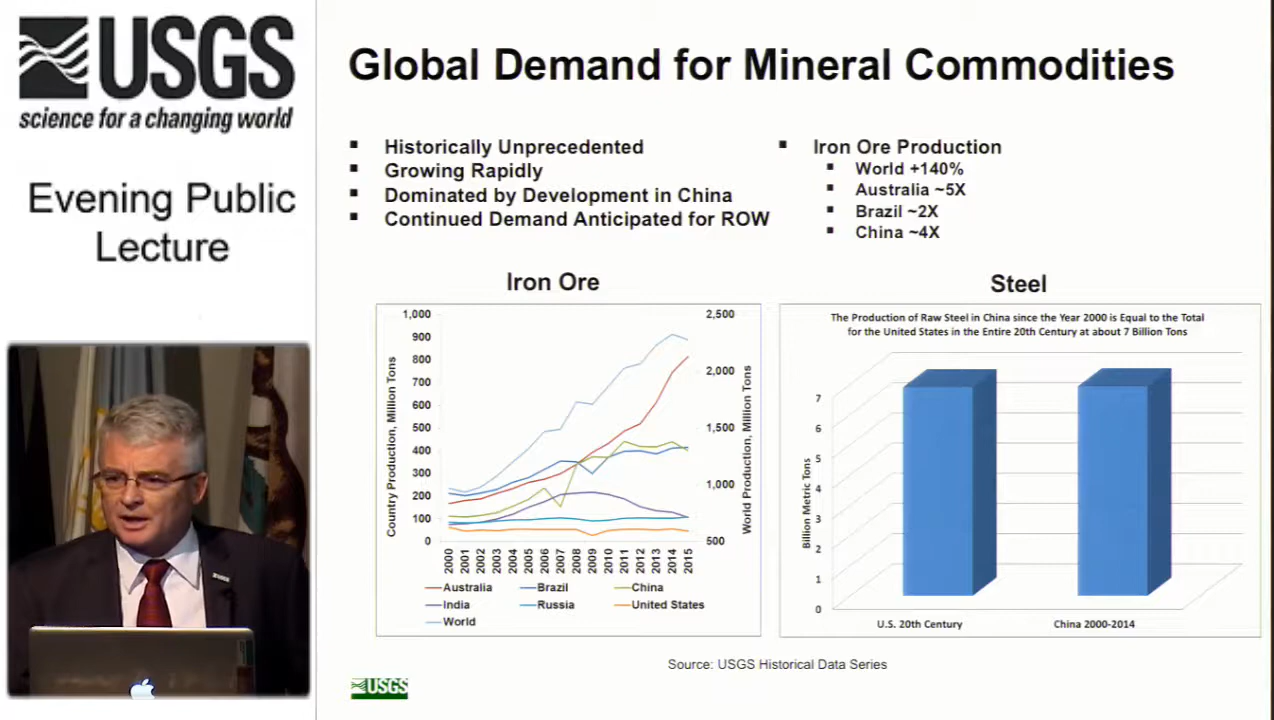 USGS
science for a changing world
Evening Public
Lecture
Global Demand for Mineral Commodities
▪ Historically Unprecedented
▪ Growing Rapidly
▪ Dominated by Development in China
▪ Continued Demand Anticipated for ROW
▪ Iron Ore Production
▪ World +140%
▪ Australia ~5X
▪ Brazil ~2X
▪ China ~4X
Iron Ore
Country Production, Million Tons
1,000
900
800
700
600
500
400
300
200
100
0
2,500
2,000
1,500
1,000
500
World Production, Million Tons
2000 2001 2002 2003 2004 2005 2006 2007 2008 2009 2010 2011 2012 2013 2014 2015
Australia Brazil China
India Russia United States
World
Steel
The Production of Raw Steel in China since the Year 2000 is Equal to the Total
for the United States in the Entire 20th Century at about 7 Billion Tons
Billion Metric Tons
7
6
5
4
3
2
1
0
U.S. 20th Century China 2000-2014
Source: USGS Historical Data Series
USGS
USGS